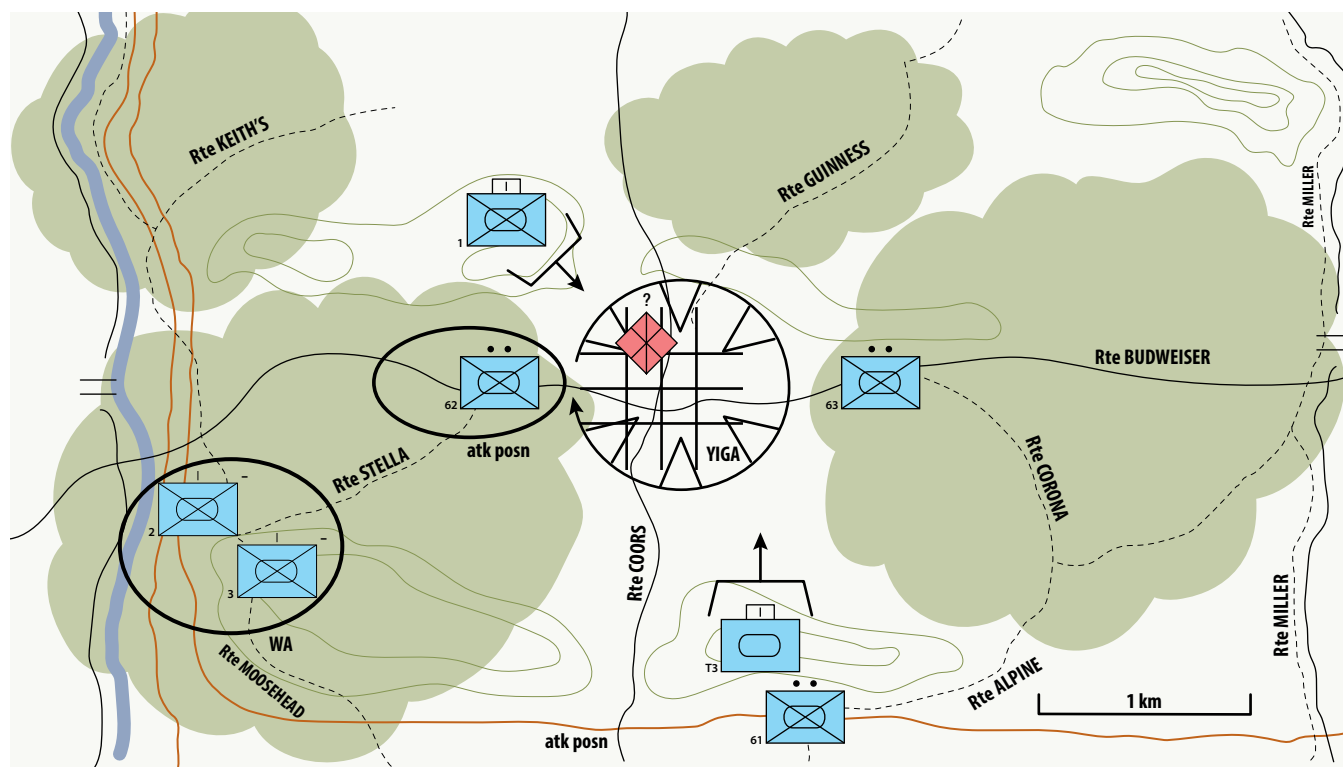 Rte KEITH'S
Rte GUINNESS
Rte MILLER
1
?
Rte BUDWEISER
62
63
atk posn
YIGA
Rte STELLA
Rte CORONA
2
3
WA
Rte COORS
Rte MOOSEHEAD
T3
Rte ALPINE
Rte MILLER
1 km
61
atk posn